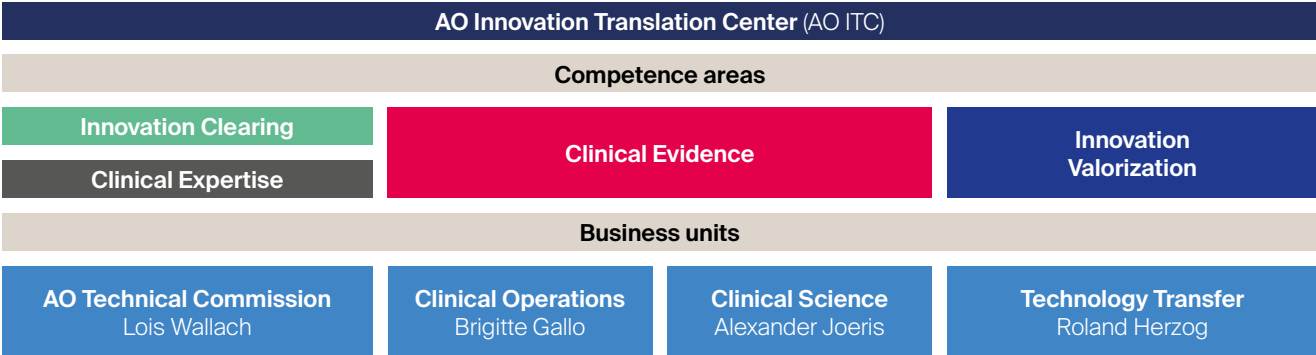 AO Innovation Translation Center (AO ITC)
Competence areas
Innovation Clearing
Clinical Expertise
Clinical Evidence
Innovation
Valorization
Business units
AO Technical Commission
Lois Wallach
Clinical Operations
Brigitte Gallo
Clinical Science
Alexander Joeris
Technology Transfer
Roland Herzog